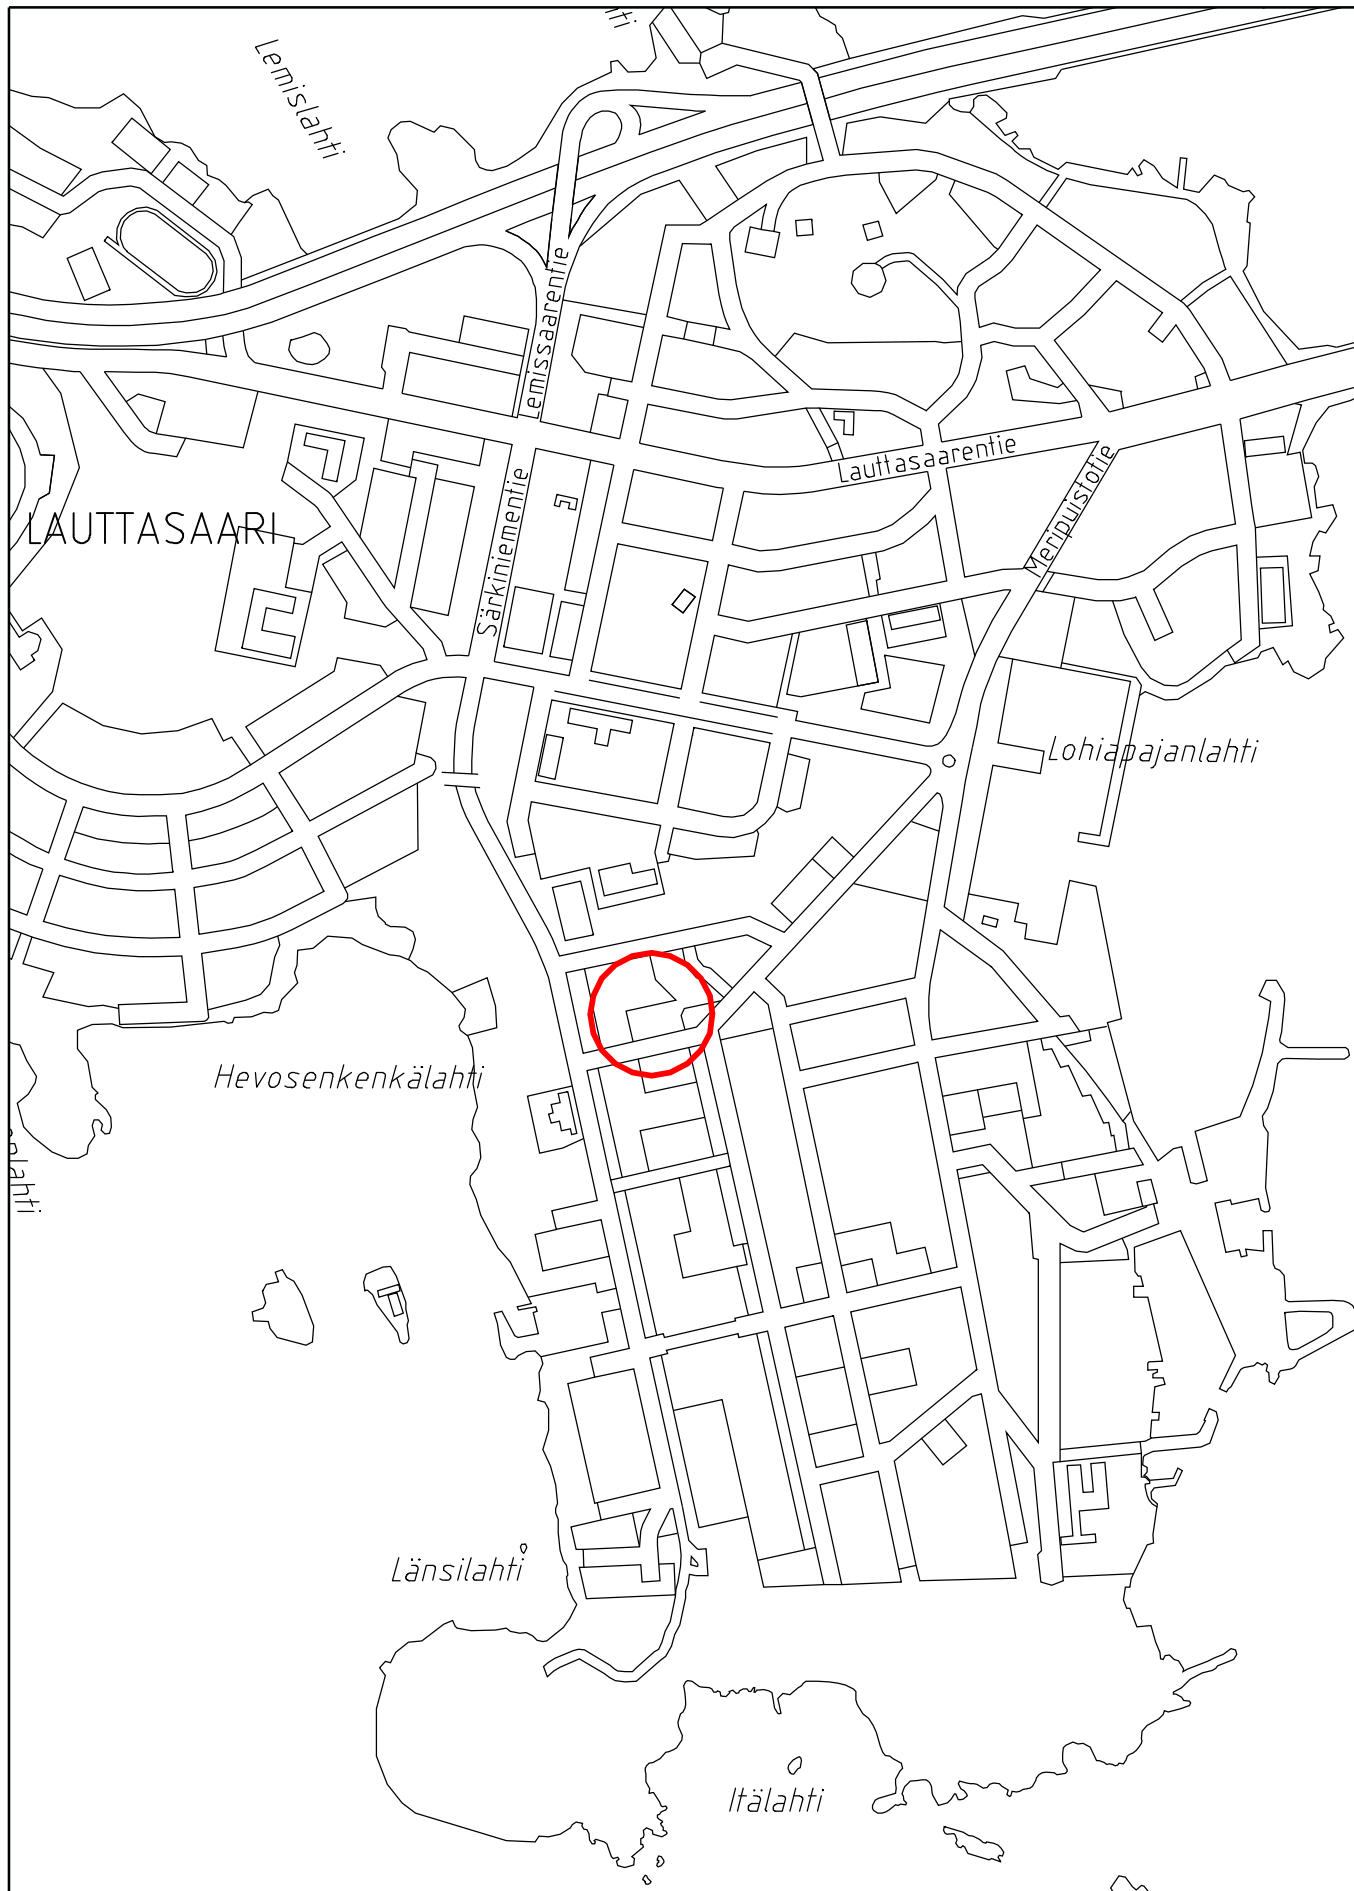 Lemislahti
Lemissaarentie
Lauttasaarentie
Meripuistotie
Särkiniementie
LAUTTASAARI
Lohiapajanlahti
Hevosenkenkälahti
Länsilahti
Itälahti